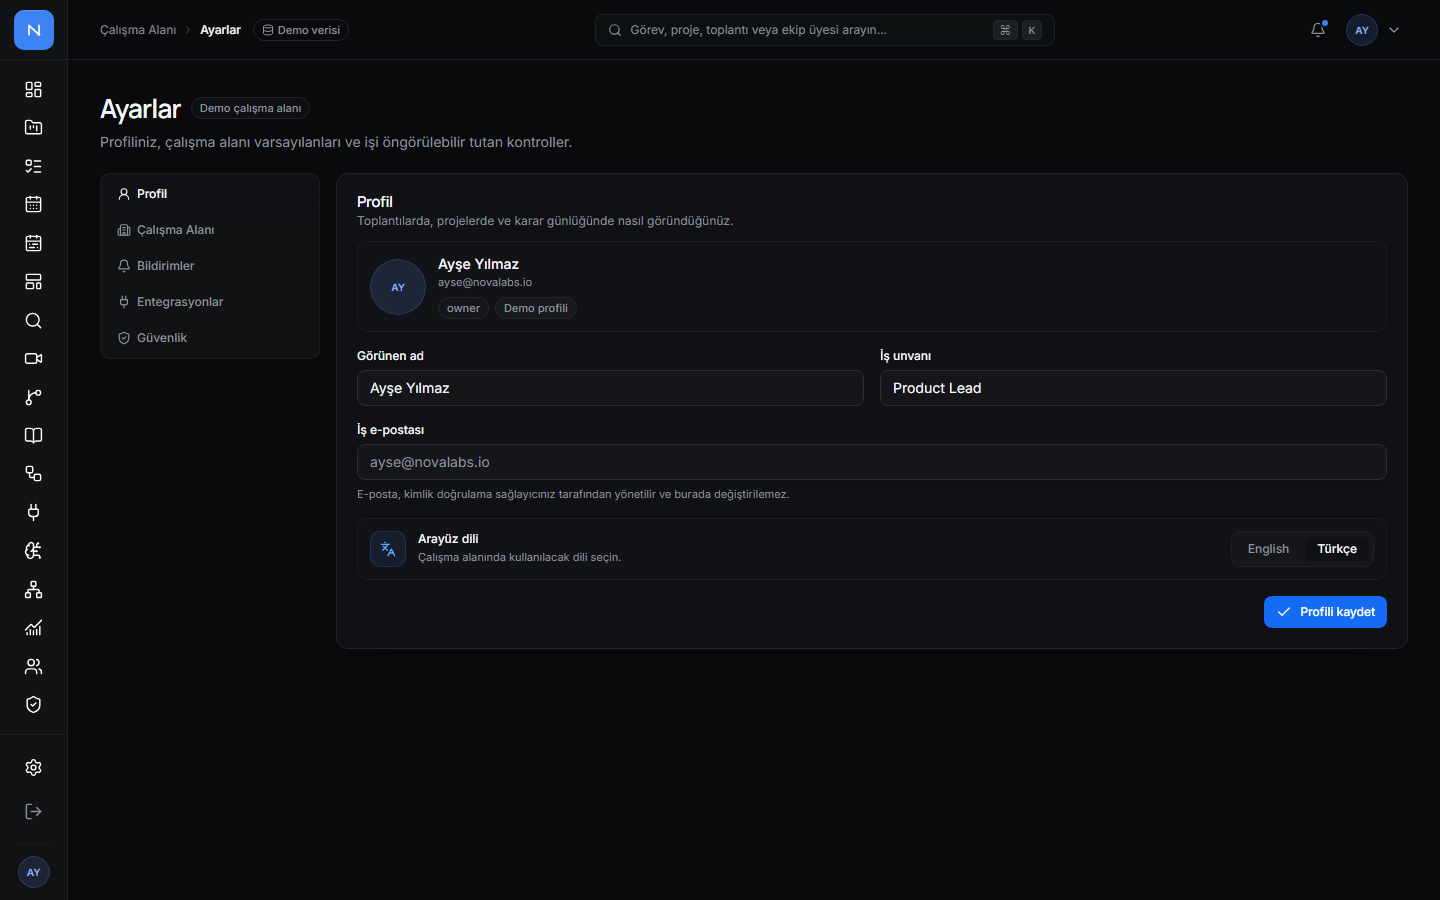 N
Çalışma Alanı > Ayarlar Demo verisi
Görev, proje, toplantı veya ekip üyesi arayın... ⌘ K
AY
Ayarlar Demo çalışma alanı
Profiliniz, çalışma alanı varsayılanları ve işi öngörülebilir tutan kontroller.
Profil
Çalışma Alanı
Bildirimler
Entegrasyonlar
Güvenlik
Profil
Toplantılarda, projelerde ve karar günlüğünde nasıl göründüğünüz.
AY
Ayşe Yılmaz
ayse@novalabs.io
owner Demo profili
Görünen ad
Ayşe Yılmaz
İş unvanı
Product Lead
İş e-postası
ayse@novalabs.io
E-posta, kimlik doğrulama sağlayıcınız tarafından yönetilir ve burada değiştirilemez.
Arayüz dili
Çalışma alanında kullanılacak dili seçin.
English Türkçe
Profili kaydet
AY